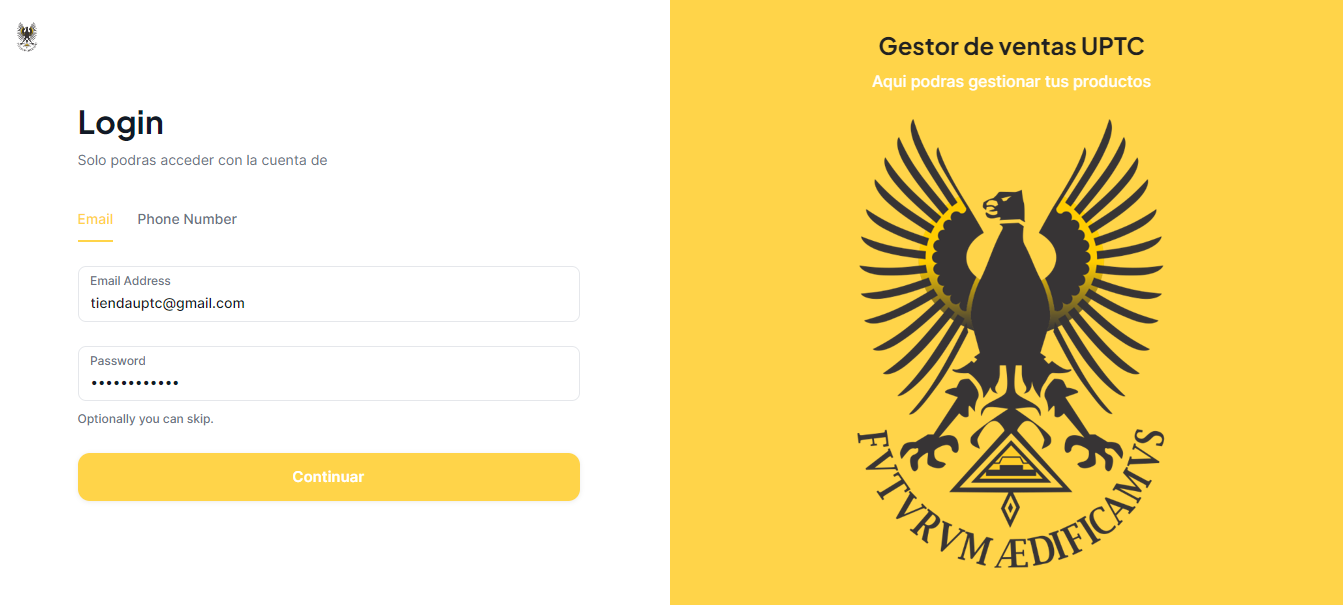 Login
Solo podras acceder con la cuenta de
Email Phone Number
Email Address
tiendauptc@gmail.com
Password
••••••••••••
Optionally you can skip.
Continuar
Gestor de ventas UPTC
Aqui podras gestionar tus productos
FVTVRVM ÆDIFICAMVS